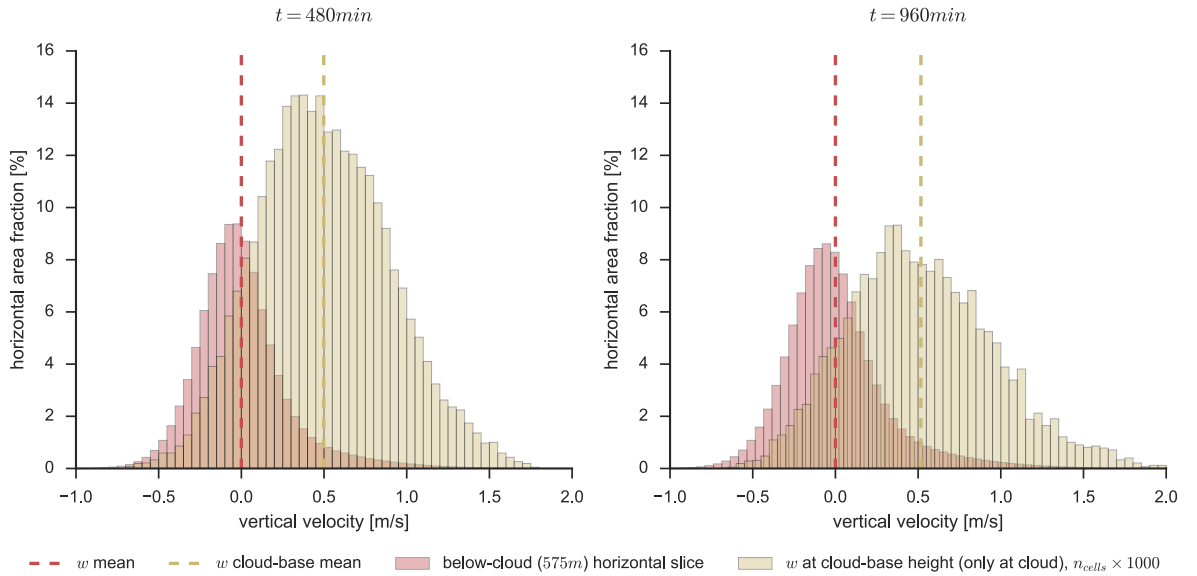 t = 480min
t = 960min
horizontal area fraction [%]
16
14
12
10
8
6
4
2
0
−1.0 −0.5 0.0 0.5 1.0 1.5 2.0
vertical velocity [m/s]
horizontal area fraction [%]
16
14
12
10
8
6
4
2
0
−1.0 −0.5 0.0 0.5 1.0 1.5 2.0
vertical velocity [m/s]
w mean
w cloud-base mean
below-cloud (575m) horizontal slice
w at cloud-base height (only at cloud), n_cells × 1000